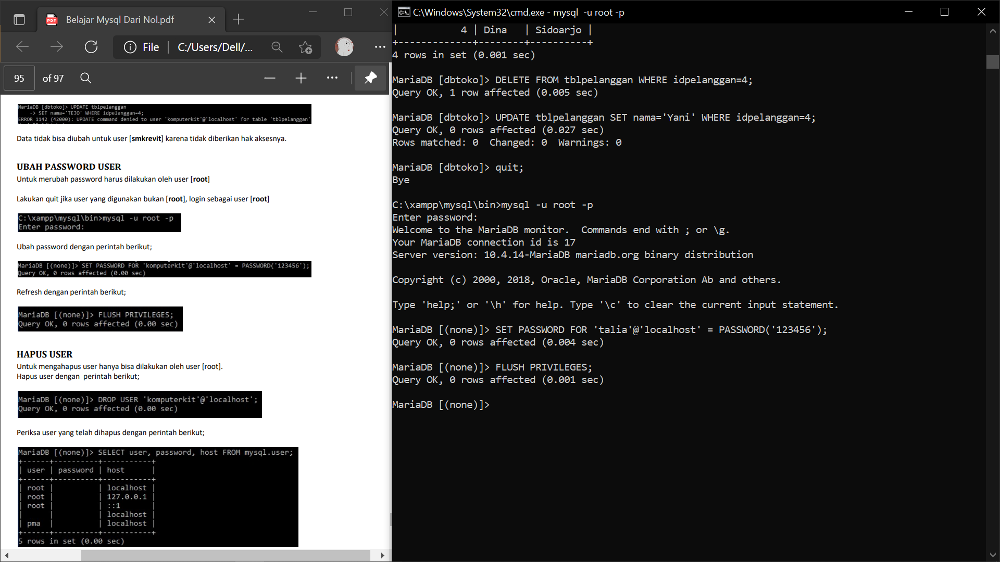 Belajar Mysql Dari Nol.pdf
File
C:/Users/Dell/...
95 of 97
MariaDB [dbtoko]> UPDATE tblpelanggan
-> SET nama='TEJO' WHERE idpelanggan=4;
ERROR 1142 (42000): UPDATE command denied to user 'komputerkit'@'localhost' for table 'tblpelanggan'
Data tidak bisa diubah untuk user [smkrevit] karena tidak diberikan hak aksesnya.
UBAH PASSWORD USER
Untuk merubah password harus dilakukan oleh user [root]
Lakukan quit jika user yang digunakan bukan [root], login sebagai user [root]
C:\xampp\mysql\bin>mysql -u root -p
Enter password:
Ubah password dengan perintah berikut;
MariaDB [(none)]> SET PASSWORD FOR 'komputerkit'@'localhost' = PASSWORD('123456');
Query OK, 0 rows affected (0.00 sec)
Refresh dengan perintah berikut;
MariaDB [(none)]> FLUSH PRIVILEGES;
Query OK, 0 rows affected (0.00 sec)
HAPUS USER
Untuk mengahapus user hanya bisa dilakukan oleh user [root].
Hapus user dengan  perintah berikut;
MariaDB [(none)]> DROP USER 'komputerkit'@'localhost';
Query OK, 0 rows affected (0.00 sec)
Periksa user yang telah dihapus dengan perintah berikut;
MariaDB [(none)]> SELECT user, password, host FROM mysql.user;
+------+----------+-----------+
| user | password | host      |
+------+----------+-----------+
| root |          | localhost |
| root |          | 127.0.0.1 |
| root |          | ::1       |
|      |          | localhost |
| pma  |          | localhost |
+------+----------+-----------+
5 rows in set (0.00 sec)
C:\Windows\System32\cmd.exe - mysql  -u root -p
|           4 | Dina   | Sidoarjo |
+-------------+--------+----------+
4 rows in set (0.001 sec)
MariaDB [dbtoko]> DELETE FROM tblpelanggan WHERE idpelanggan=4;
Query OK, 1 row affected (0.005 sec)
MariaDB [dbtoko]> UPDATE tblpelanggan SET nama='Yani' WHERE idpelanggan=4;
Query OK, 0 rows affected (0.027 sec)
Rows matched: 0  Changed: 0  Warnings: 0
MariaDB [dbtoko]> quit;
Bye
C:\xampp\mysql\bin>mysql -u root -p
Enter password:
Welcome to the MariaDB monitor.  Commands end with ; or \g.
Your MariaDB connection id is 17
Server version: 10.4.14-MariaDB mariadb.org binary distribution
Copyright (c) 2000, 2018, Oracle, MariaDB Corporation Ab and others.
Type 'help;' or '\h' for help. Type '\c' to clear the current input statement.
MariaDB [(none)]> SET PASSWORD FOR 'talia'@'localhost' = PASSWORD('123456');
Query OK, 0 rows affected (0.004 sec)
MariaDB [(none)]> FLUSH PRIVILEGES;
Query OK, 0 rows affected (0.001 sec)
MariaDB [(none)]>